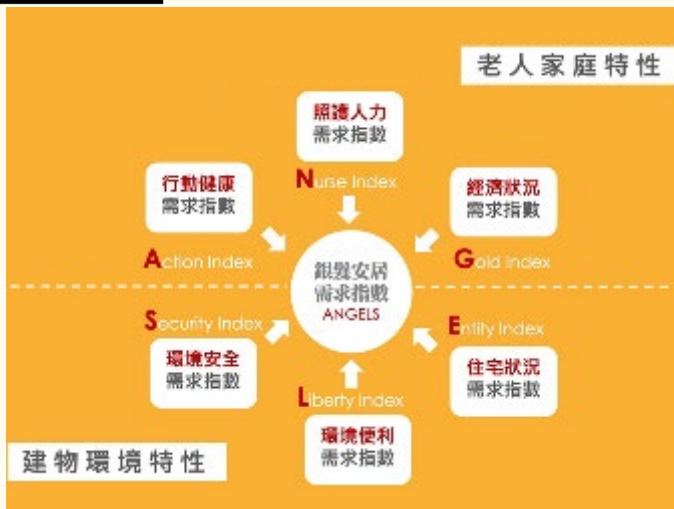 老人家庭特性
照護人力
需求指數
Nurse Index
行動健康
需求指數
Action Index
經濟狀況
需求指數
Gold Index
銀髮安居
需求指數
ANGELS
Security Index
環境安全
需求指數
Entity Index
住宅狀況
需求指數
Liberty Index
環境便利
需求指數
建物環境特性